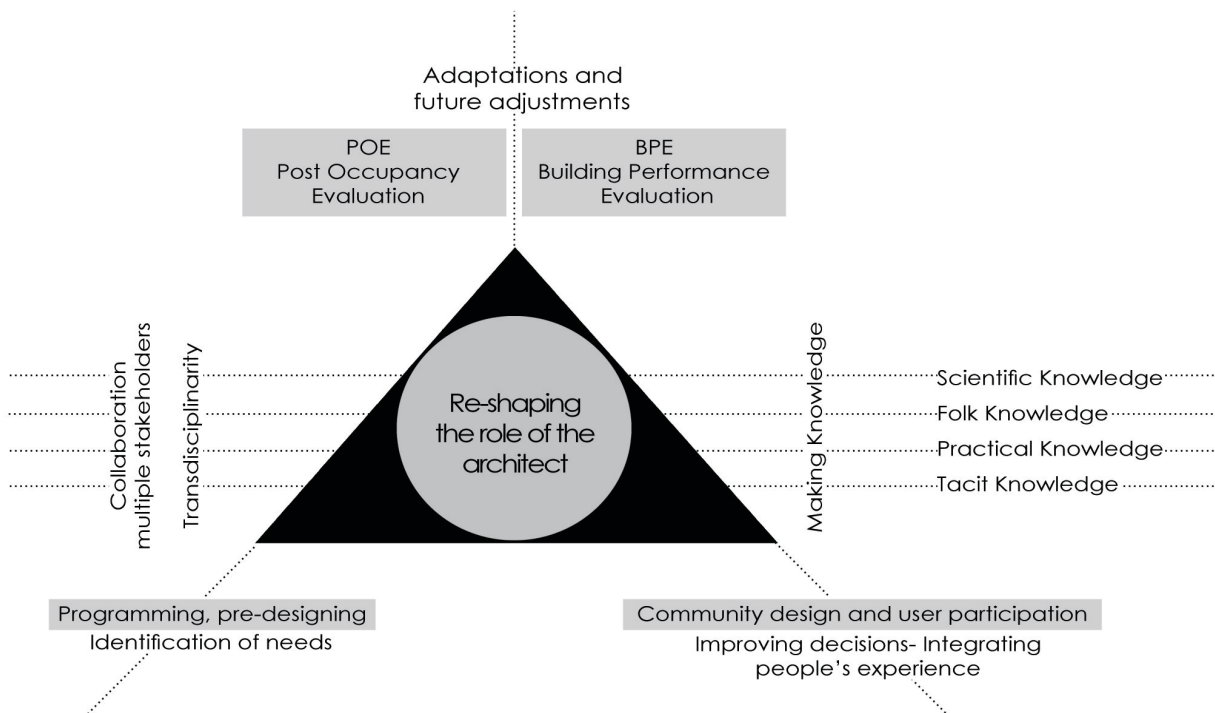 Adaptations and
future adjustments
POE
Post Occupancy
Evaluation
BPE
Building Performance
Evaluation
Collaboration
multiple stakeholders
Transdisciplinarity
Re-shaping
the role of the
architect
Making Knowledge
Scientific Knowledge
Folk Knowledge
Practical Knowledge
Tacit Knowledge
Programming, pre-designing
Identification of needs
Community design and user participation
Improving decisions- Integrating
people's experience